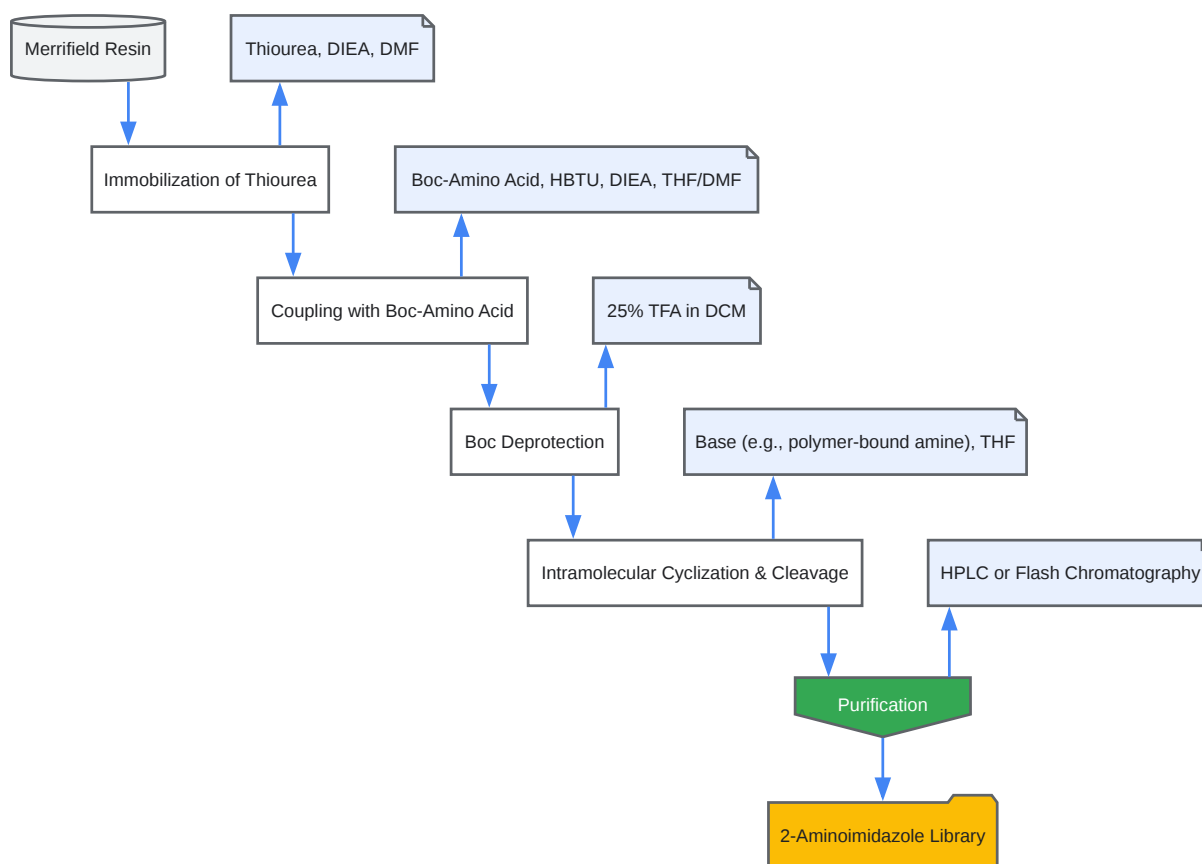 Merrifield Resin
Thiourea, DIEA, DMF
Immobilization of Thiourea
Boc-Amino Acid, HBTU, DIEA, THF/DMF
Coupling with Boc-Amino Acid
25% TFA in DCM
Boc Deprotection
Base (e.g., polymer-bound amine), THF
Intramolecular Cyclization & Cleavage
HPLC or Flash Chromatography
Purification
2-Aminoimidazole Library